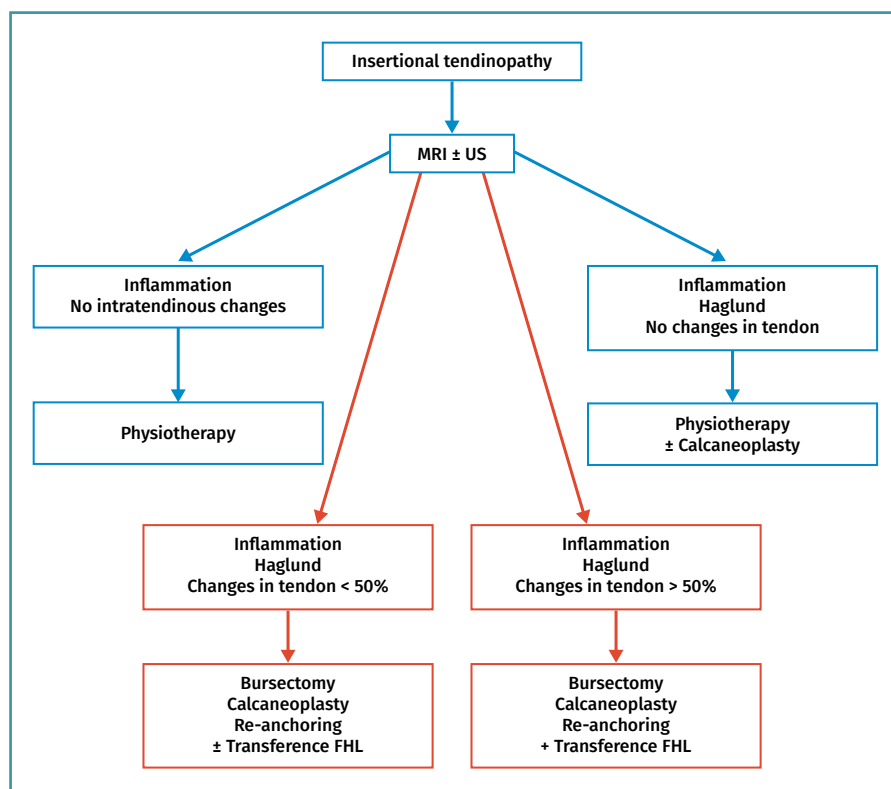 Insertional tendinopathy
MRI ± US
Inflammation
No intratendinous changes
Inflammation
Haglund
No changes in tendon
Physiotherapy
Physiotherapy
± Calcaneoplasty
Inflammation
Haglund
Changes in tendon < 50%
Inflammation
Haglund
Changes in tendon > 50%
Bursectomy
Calcaneoplasty
Re-anchoring
± Transference FHL
Bursectomy
Calcaneoplasty
Re-anchoring
+ Transference FHL